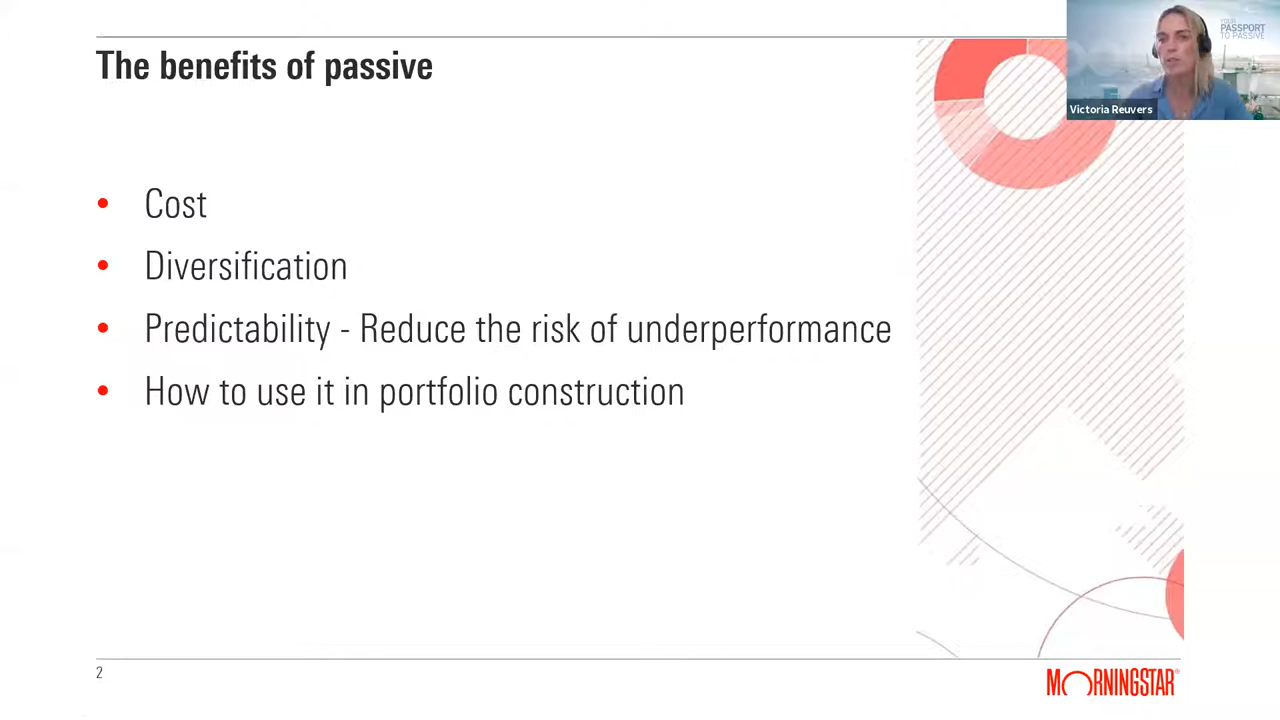 The benefits of passive
YOUR
PASSPORT
TO PASSIVE
Victoria Reuvers
• Cost
• Diversification
• Predictability - Reduce the risk of underperformance
• How to use it in portfolio construction
2
MORNINGSTAR®